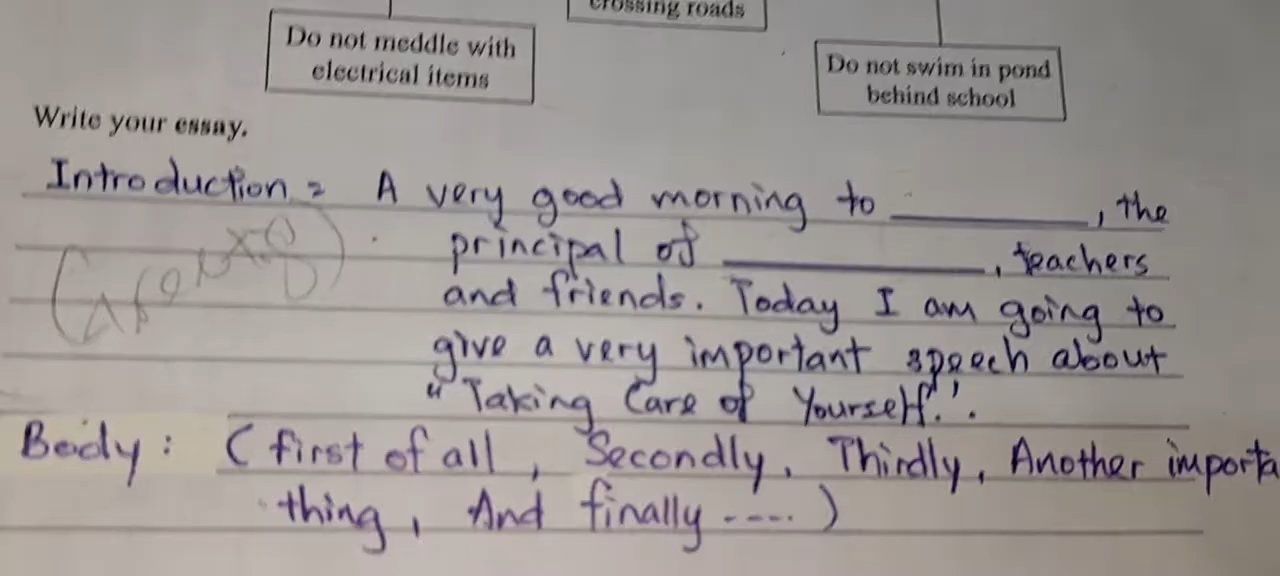 crossing roads
Do not meddle with
electrical items
Do not swim in pond
behind school
Write your essay.
Introduction = A very good morning to __________, the
principal of __________, teachers
and friends. Today I am going to
give a very important speech about
"Taking Care of Yourself.".
Body : (first of all, Secondly, Thirdly, Another importa
thing, And finally ....)